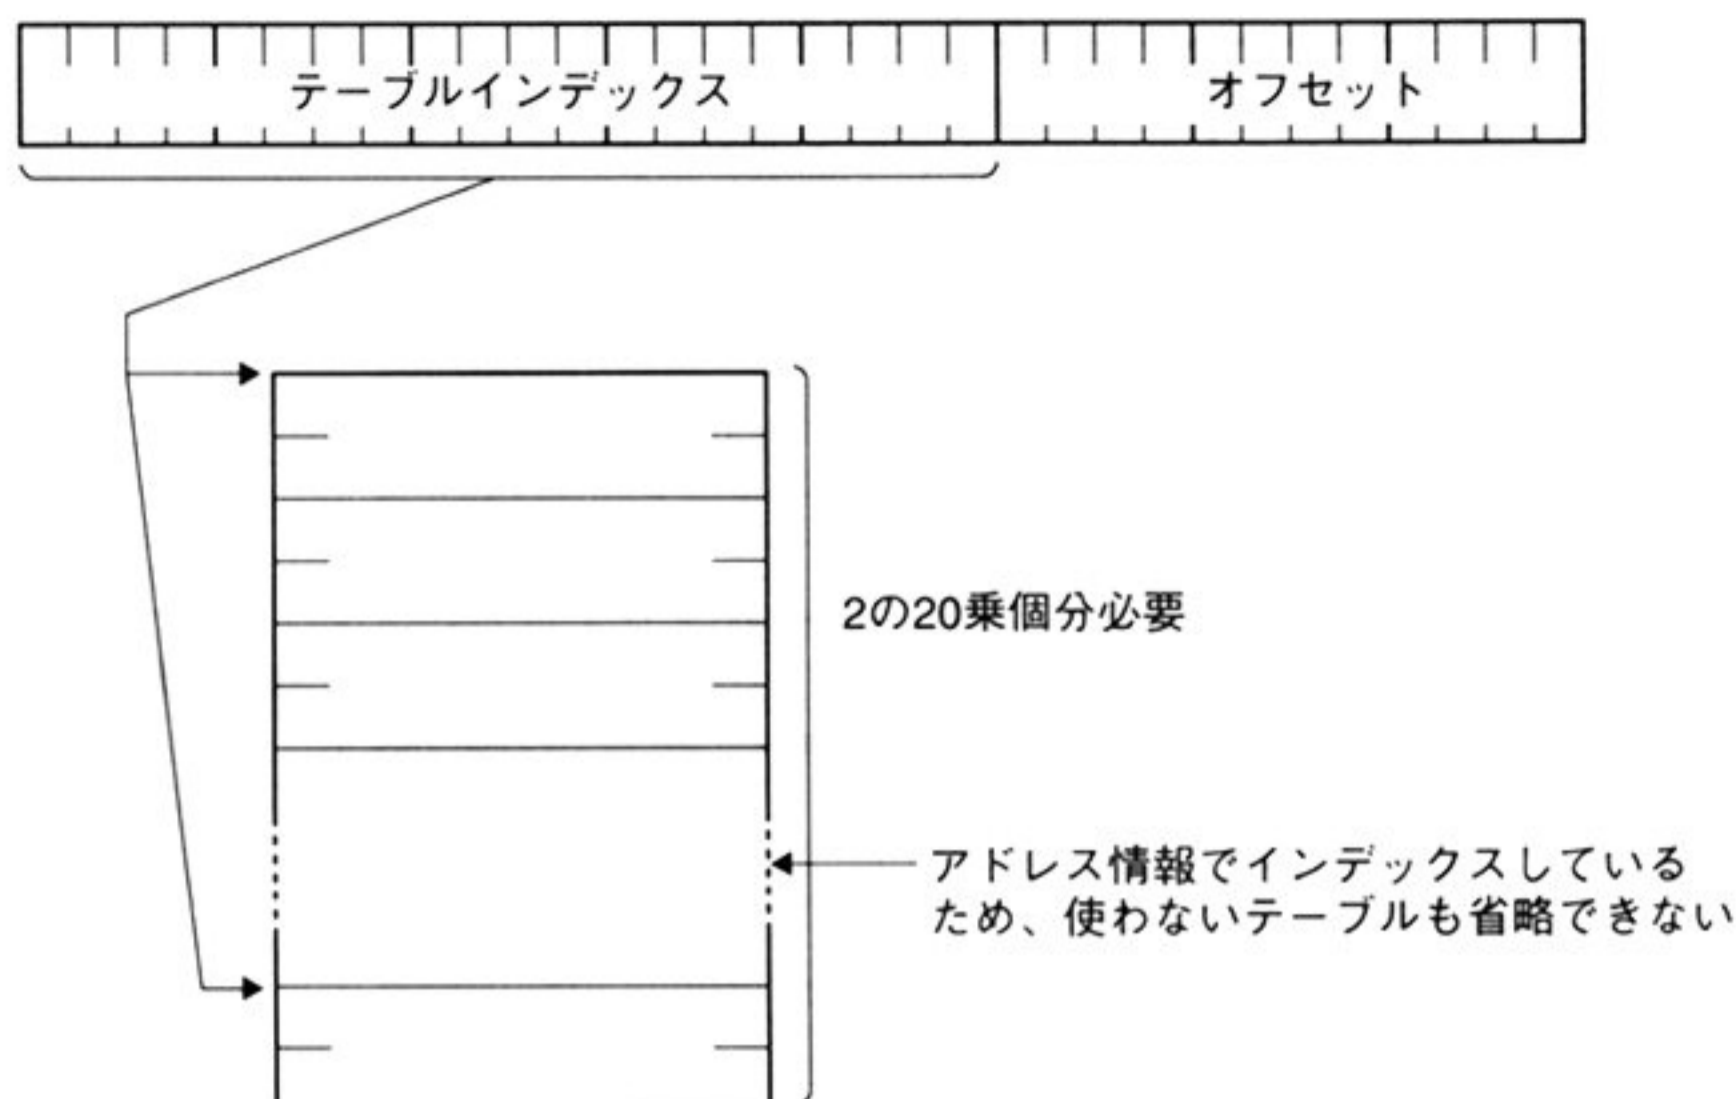 テーブルインデックス
オフセット
2の20乗個分必要
アドレス情報でインデックスしている
ため、使わないテーブルも省略できない